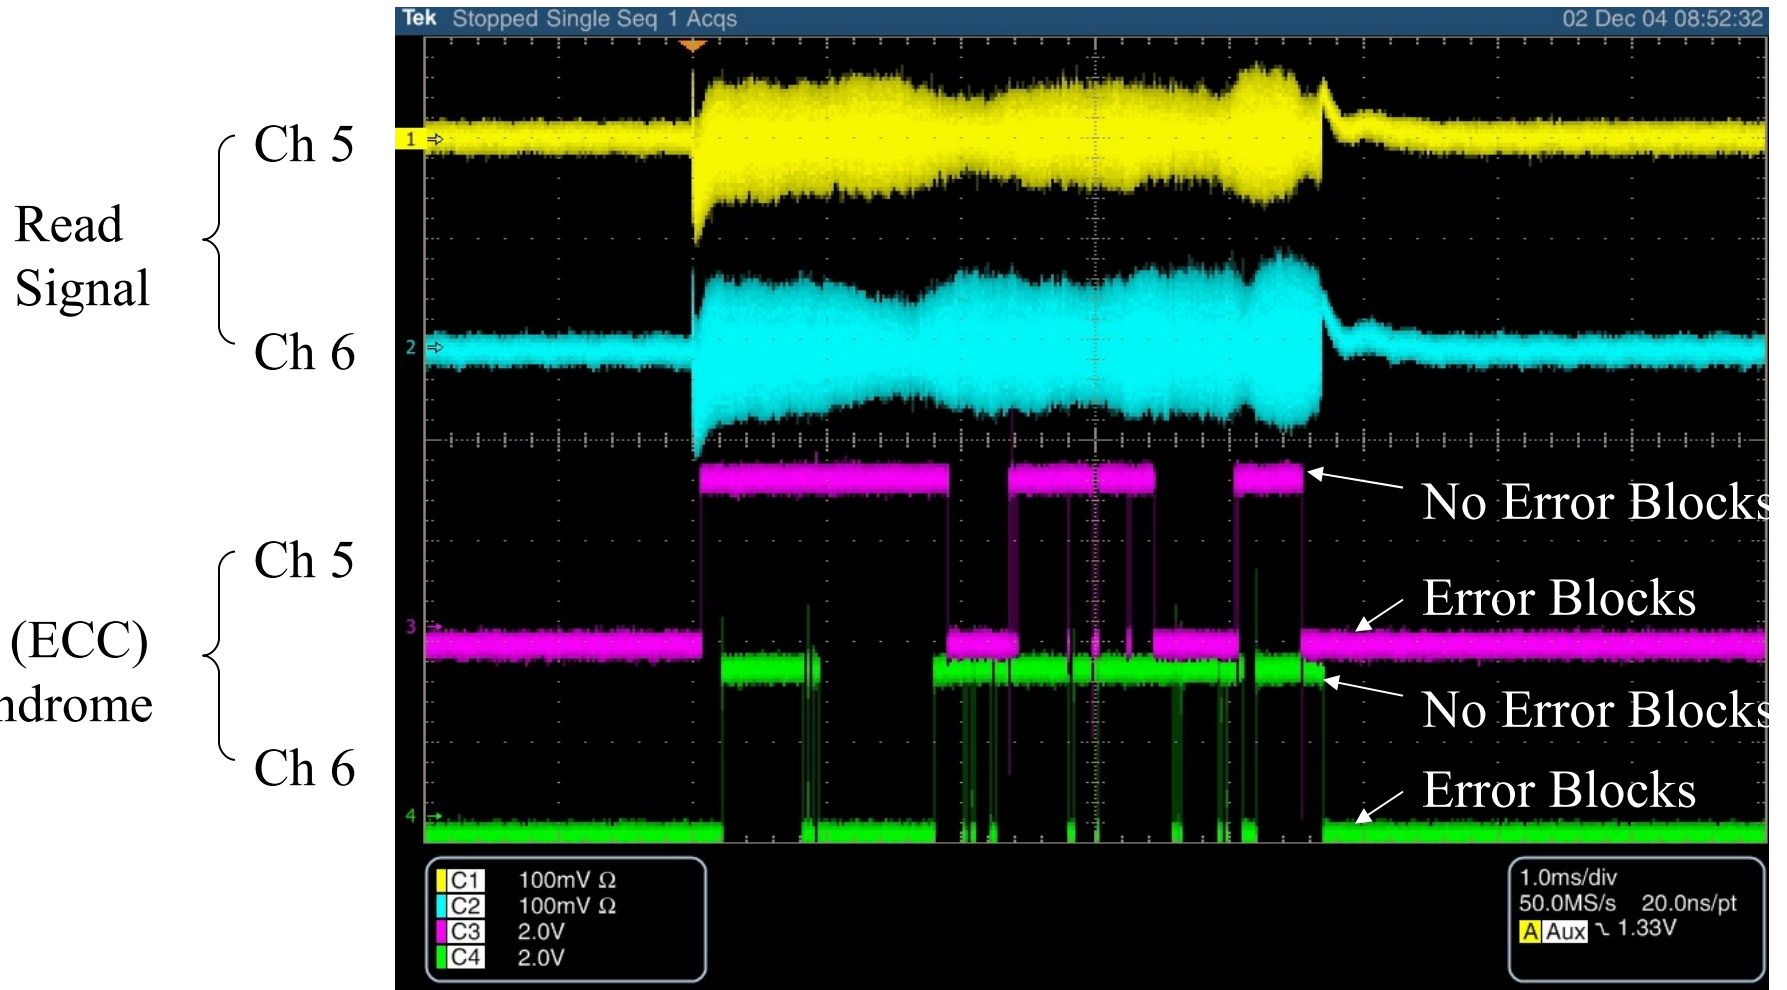 Tek Stopped Single Seq 1 Acqs 02 Dec 04 08:52:32
1
Ch 5
Read
Signal
2
Ch 6
No Error Blocks
Ch 5
Error Blocks
3
(ECC)
ndrome
No Error Blocks
Ch 6
Error Blocks
4
C1 100mV Ω
C2 100mV Ω
C3 2.0V
C4 2.0V
1.0ms/div
50.0MS/s 20.0ns/pt
A Aux 1.33V